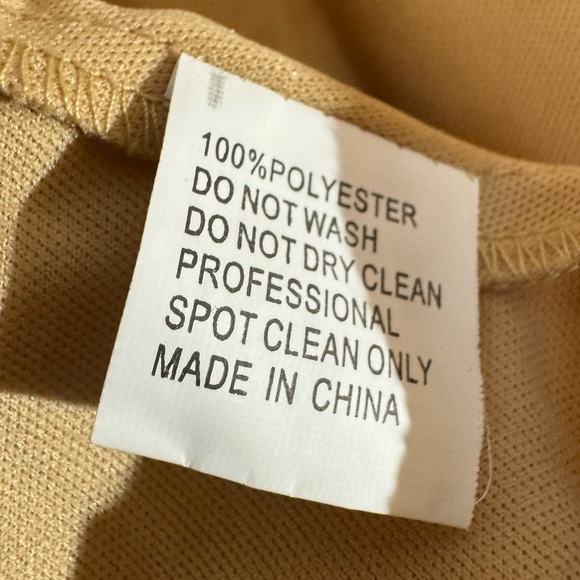 100%POLYESTER
DO NOT WASH
DO NOT DRY CLEAN
PROFESSIONAL
SPOT CLEAN ONLY
MADE IN CHINA